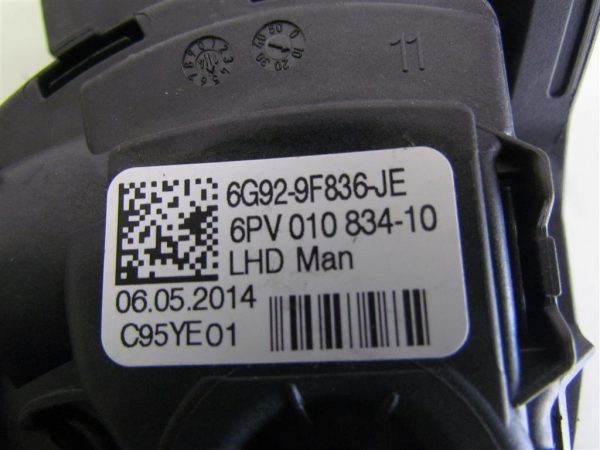 11
6G92-9F836-JE
6PV 010 834-10
LHD Man
06.05.2014
C95YE01